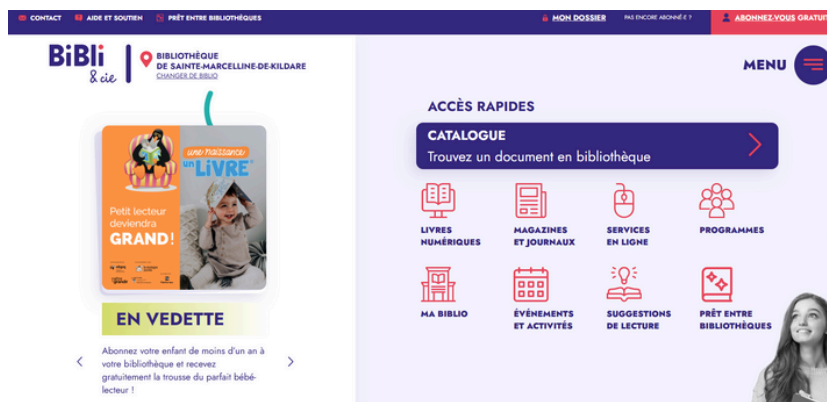 CONTACT
AIDE ET SOUTIEN
PRÊT ENTRE BIBLIOTHÈQUES
MON DOSSIER
PAS ENCORE ABONNÉ·E ?
ABONNEZ-VOUS GRATUIT
BiBli
& cie
BIBLIOTHÈQUE
DE SAINTE-MARCELLINE-DE-KILDARE
CHANGER DE BIBLIO
MENU
une naissance
un LiVRE
Petit lecteur
deviendra
GRAND!
EN VEDETTE
Abonnez votre enfant de moins d'un an à
votre bibliothèque et recevez
gratuitement la trousse du parfait bébé-
lecteur !
ACCÈS RAPIDES
CATALOGUE
Trouvez un document en bibliothèque
LIVRES
NUMÉRIQUES
MAGAZINES
ET JOURNAUX
SERVICES
EN LIGNE
PROGRAMMES
MA BIBLIO
ÉVÉNEMENTS
ET ACTIVITÉS
SUGGESTIONS
DE LECTURE
PRÊT ENTRE
BIBLIOTHÈQUES